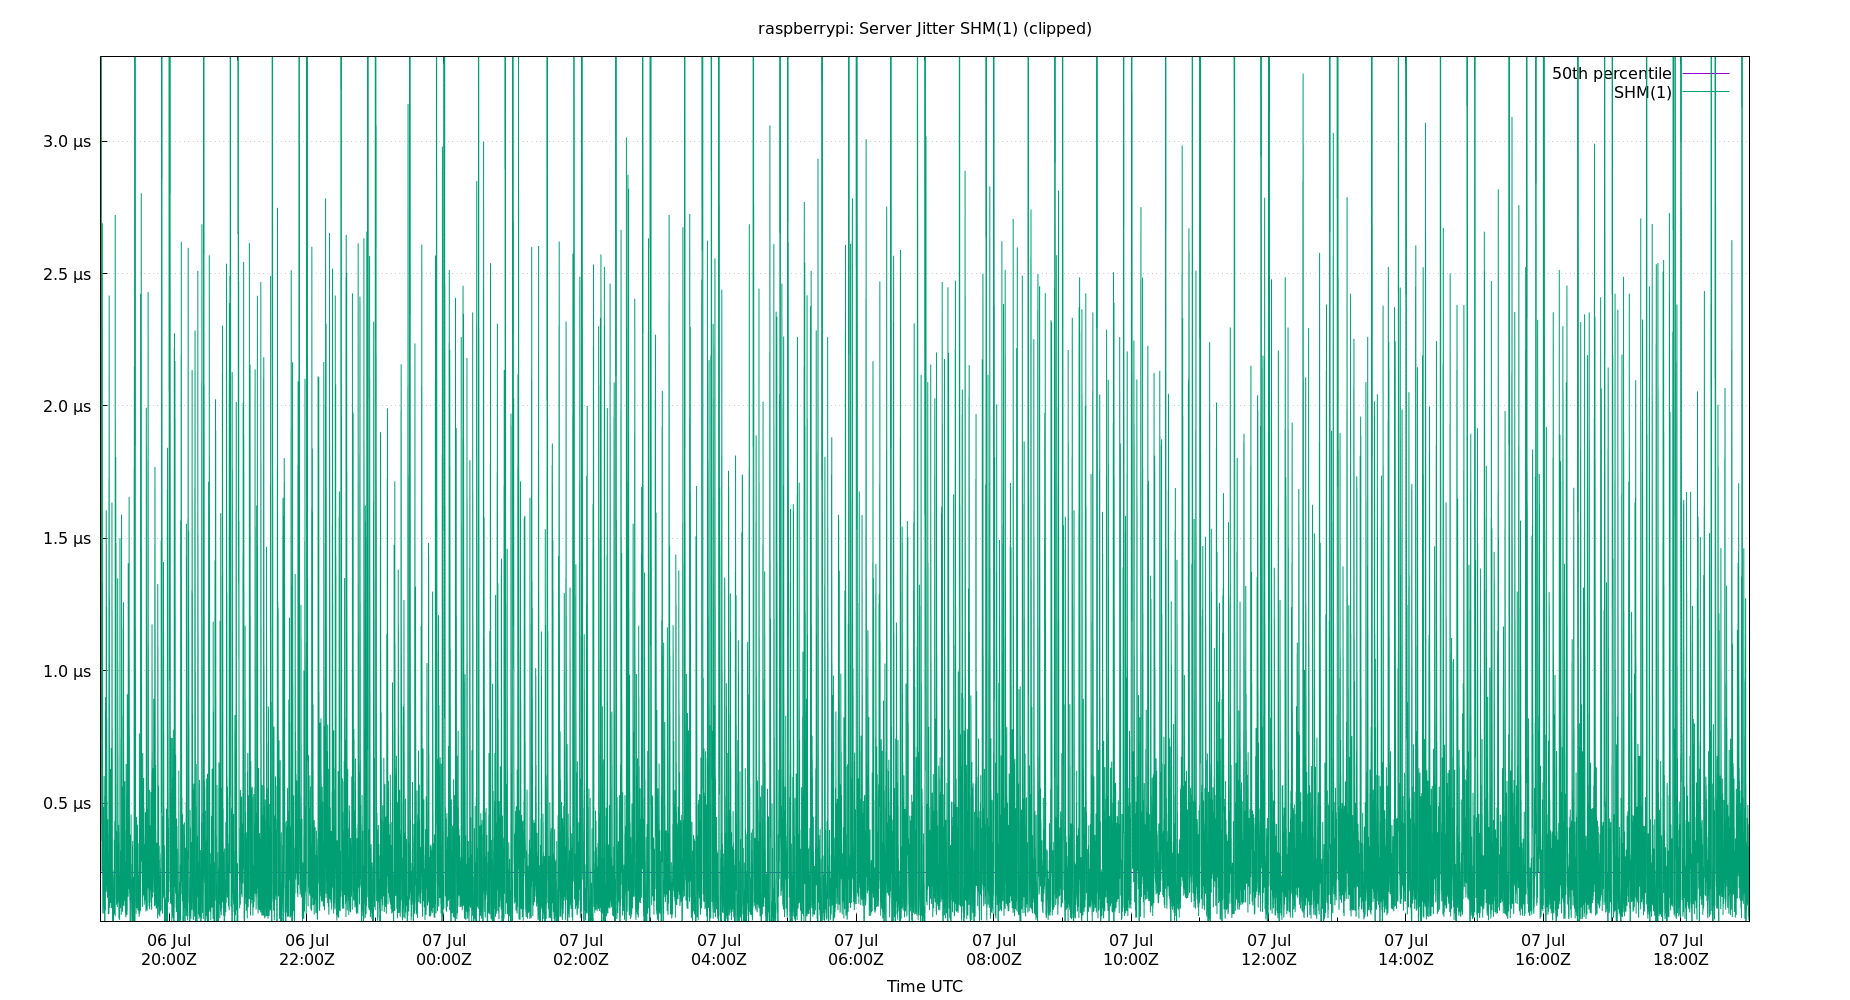 raspberrypi: Server Jitter SHM(1) (clipped)
50th percentile
SHM(1)
3.0 µs
2.5 µs
2.0 µs
1.5 µs
1.0 µs
0.5 µs
06 Jul 06 Jul 07 Jul 07 Jul 07 Jul 07 Jul 07 Jul 07 Jul 07 Jul 07 Jul 07 Jul 07 Jul
20:00Z 22:00Z 00:00Z 02:00Z 04:00Z 06:00Z 08:00Z 10:00Z 12:00Z 14:00Z 16:00Z 18:00Z
Time UTC